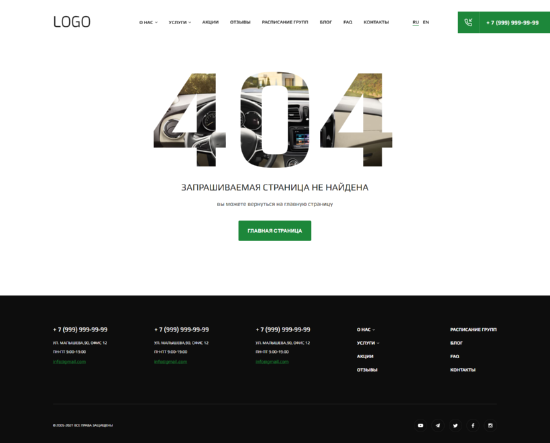 LOGO
О НАС
УСЛУГИ
АКЦИИ
ОТЗЫВЫ
РАСПИСАНИЕ ГРУПП
БЛОГ
FAQ
КОНТАКТЫ
RU EN
+ 7 (999) 999-99-99
404
ЗАПРАШИВАЕМАЯ СТРАНИЦА НЕ НАЙДЕНА
вы можете вернуться на главную страницу
ГЛАВНАЯ СТРАНИЦА
+ 7 (999) 999-99-99
УЛ. МАЛЫШЕВА,90, ОФИС 12
ПН-ПТ 9:00-19:00
info@gmail.com
+ 7 (999) 999-99-99
УЛ. МАЛЫШЕВА,90, ОФИС 12
ПН-ПТ 9:00-19:00
info@gmail.com
+ 7 (999) 999-99-99
УЛ. МАЛЫШЕВА,90, ОФИС 12
ПН-ПТ 9:00-19:00
info@gmail.com
О НАС
УСЛУГИ
АКЦИИ
ОТЗЫВЫ
РАСПИСАНИЕ ГРУПП
БЛОГ
FAQ
КОНТАКТЫ
ВСЕ ПРАВА ЗАЩИЩЕНЫ